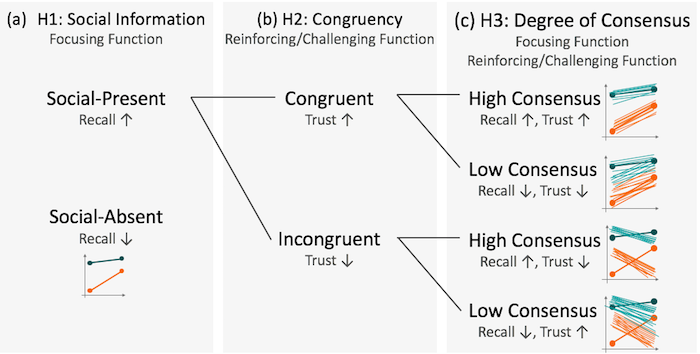 (a) H1: Social Information
Focusing Function
Social-Present
Recall ↑
Social-Absent
Recall ↓
(b) H2: Congruency
Reinforcing/Challenging Function
Congruent
Trust ↑
Incongruent
Trust ↓
(c) H3: Degree of Consensus
Focusing Function
Reinforcing/Challenging Function
High Consensus
Recall ↑, Trust ↑
Low Consensus
Recall ↓, Trust ↓
High Consensus
Recall ↑, Trust ↓
Low Consensus
Recall ↓, Trust ↑